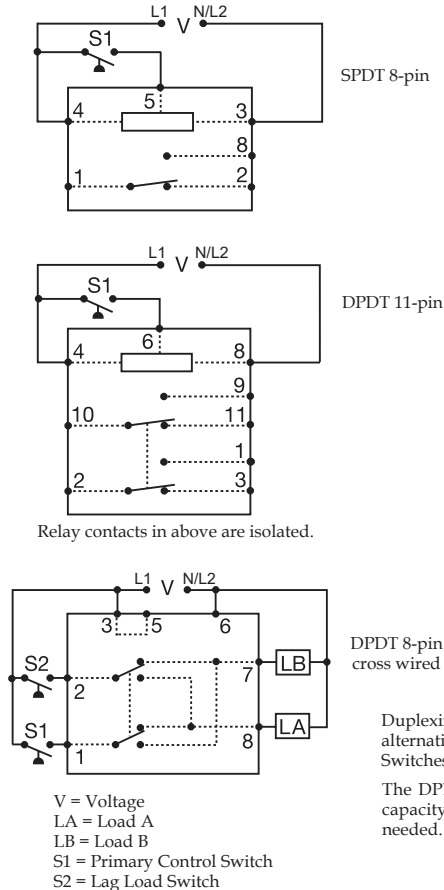 L1 V N/L2
S1
SPDT 8-pin
5
4 3
8
1 2
L1 V N/L2
S1
DPDT 11-pin
6
4 8
9
10 11
1
2 3
Relay contacts in above are isolated.
L1 V N/L2
3 5 6
DPDT 8-pin
cross wired
S2 2 7 LB
S1 1 8 LA
Duplexi
alternati
Switches
The DP
capacity
needed.
V = Voltage
LA = Load A
LB = Load B
S1 = Primary Control Switch
S2 = Lag Load Switch